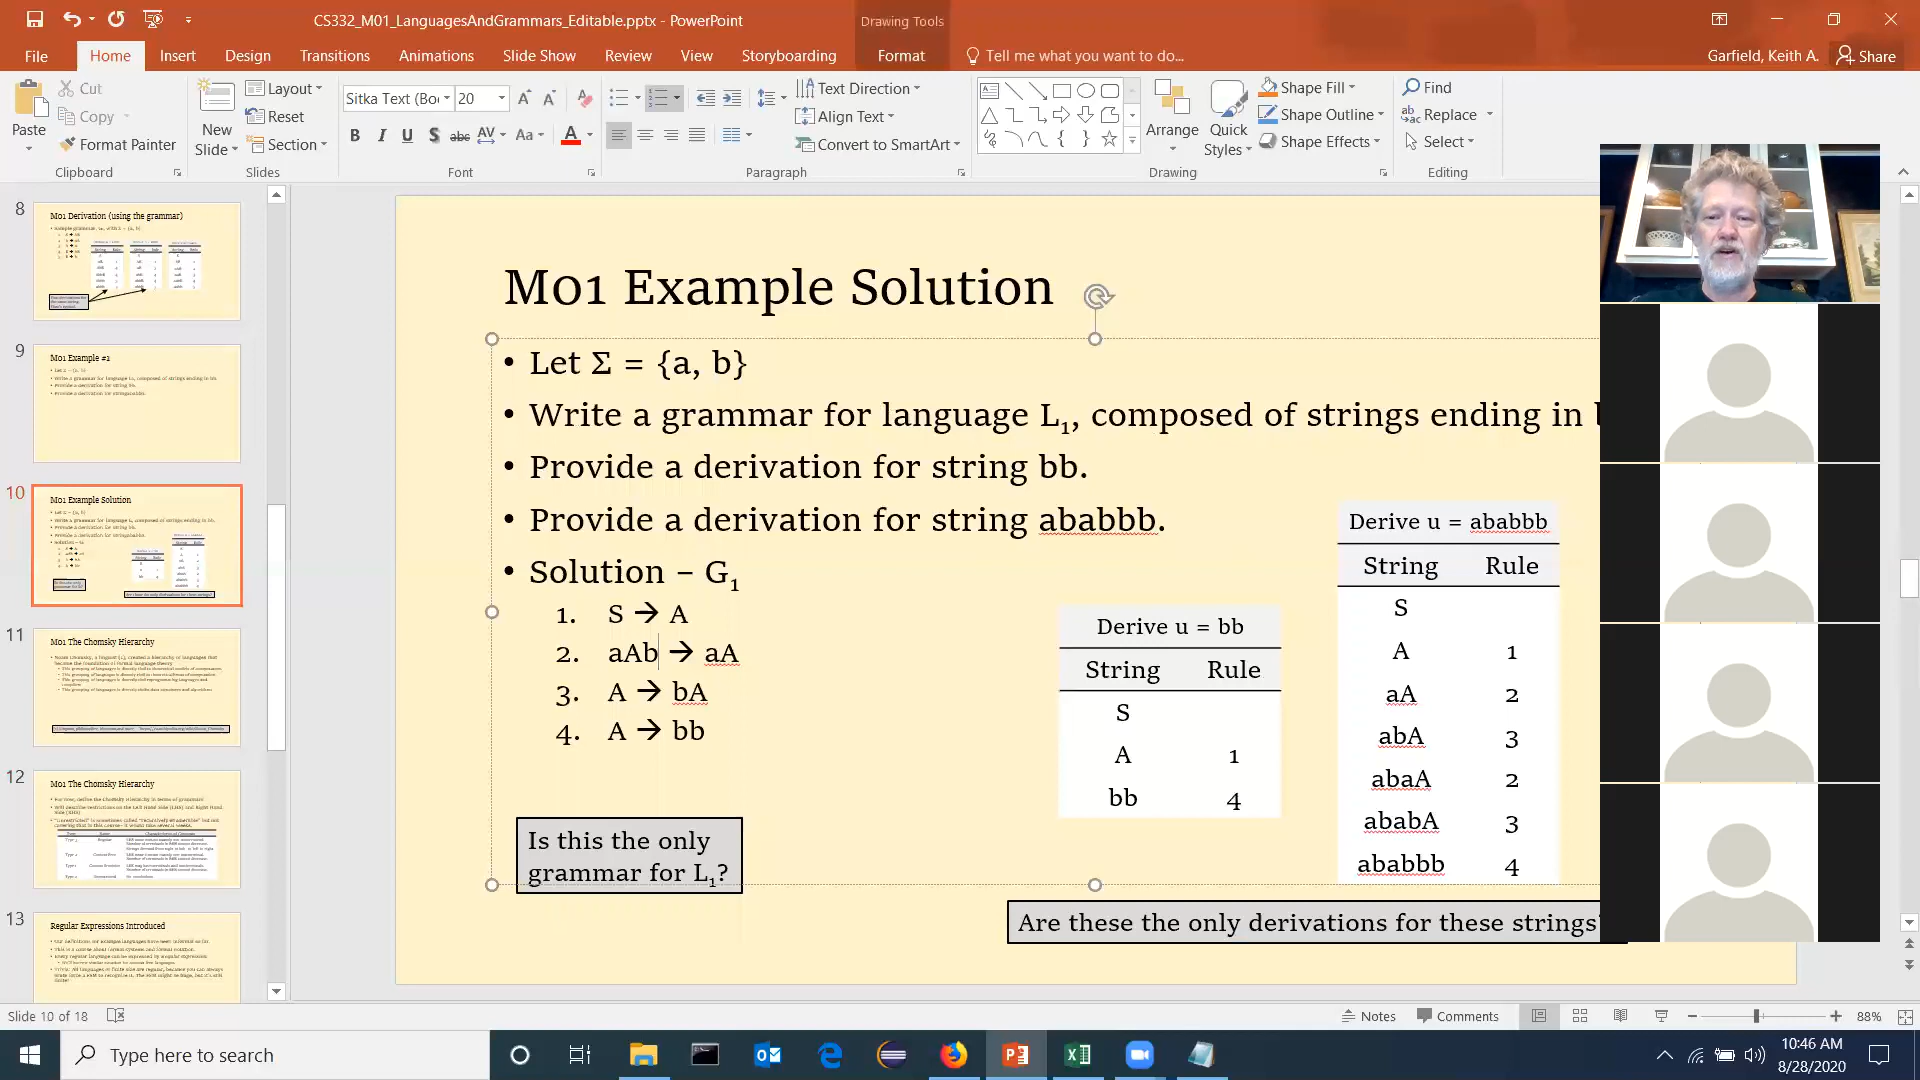 CS332_M01_LanguagesAndGrammars_Editable.pptx - PowerPoint
Drawing Tools
File Home Insert Design Transitions Animations Slide Show Review View Storyboarding Format Tell me what you want to do...
Garfield, Keith A. Share
Paste
Cut
Copy
Format Painter
Clipboard
New Slide
Layout
Reset
Section
Slides
Sitka Text (Bo 20
B I U S abc AV Aa A
Font
Text Direction
Align Text
Convert to SmartArt
Paragraph
Arrange
Quick Styles
Shape Fill
Shape Outline
Shape Effects
Drawing
Find
Replace
Select
Editing
8
M01 Derivation (using the grammar)
9
M01 Example #1
10
M01 Example Solution
11
M01 The Chomsky Hierarchy
12
M01 The Chomsky Hierarchy
13
Regular Expressions Introduced
M01 Example Solution
• Let Σ = {a, b}
• Write a grammar for language L₁, composed of strings ending in
• Provide a derivation for string bb.
• Provide a derivation for string ababbb.
• Solution – G₁
1. S → A
2. aAb → aA
3. A → bA
4. A → bb
Is this the only
grammar for L₁?
Derive u = bb
String Rule
S
A 1
bb 4
Derive u = ababbb
String Rule
S
A 1
aA 2
abA 3
abaA 2
ababA 3
ababbb 4
Are these the only derivations for these strings?
Slide 10 of 18
Notes Comments 88%
Type here to search
10:46 AM
8/28/2020